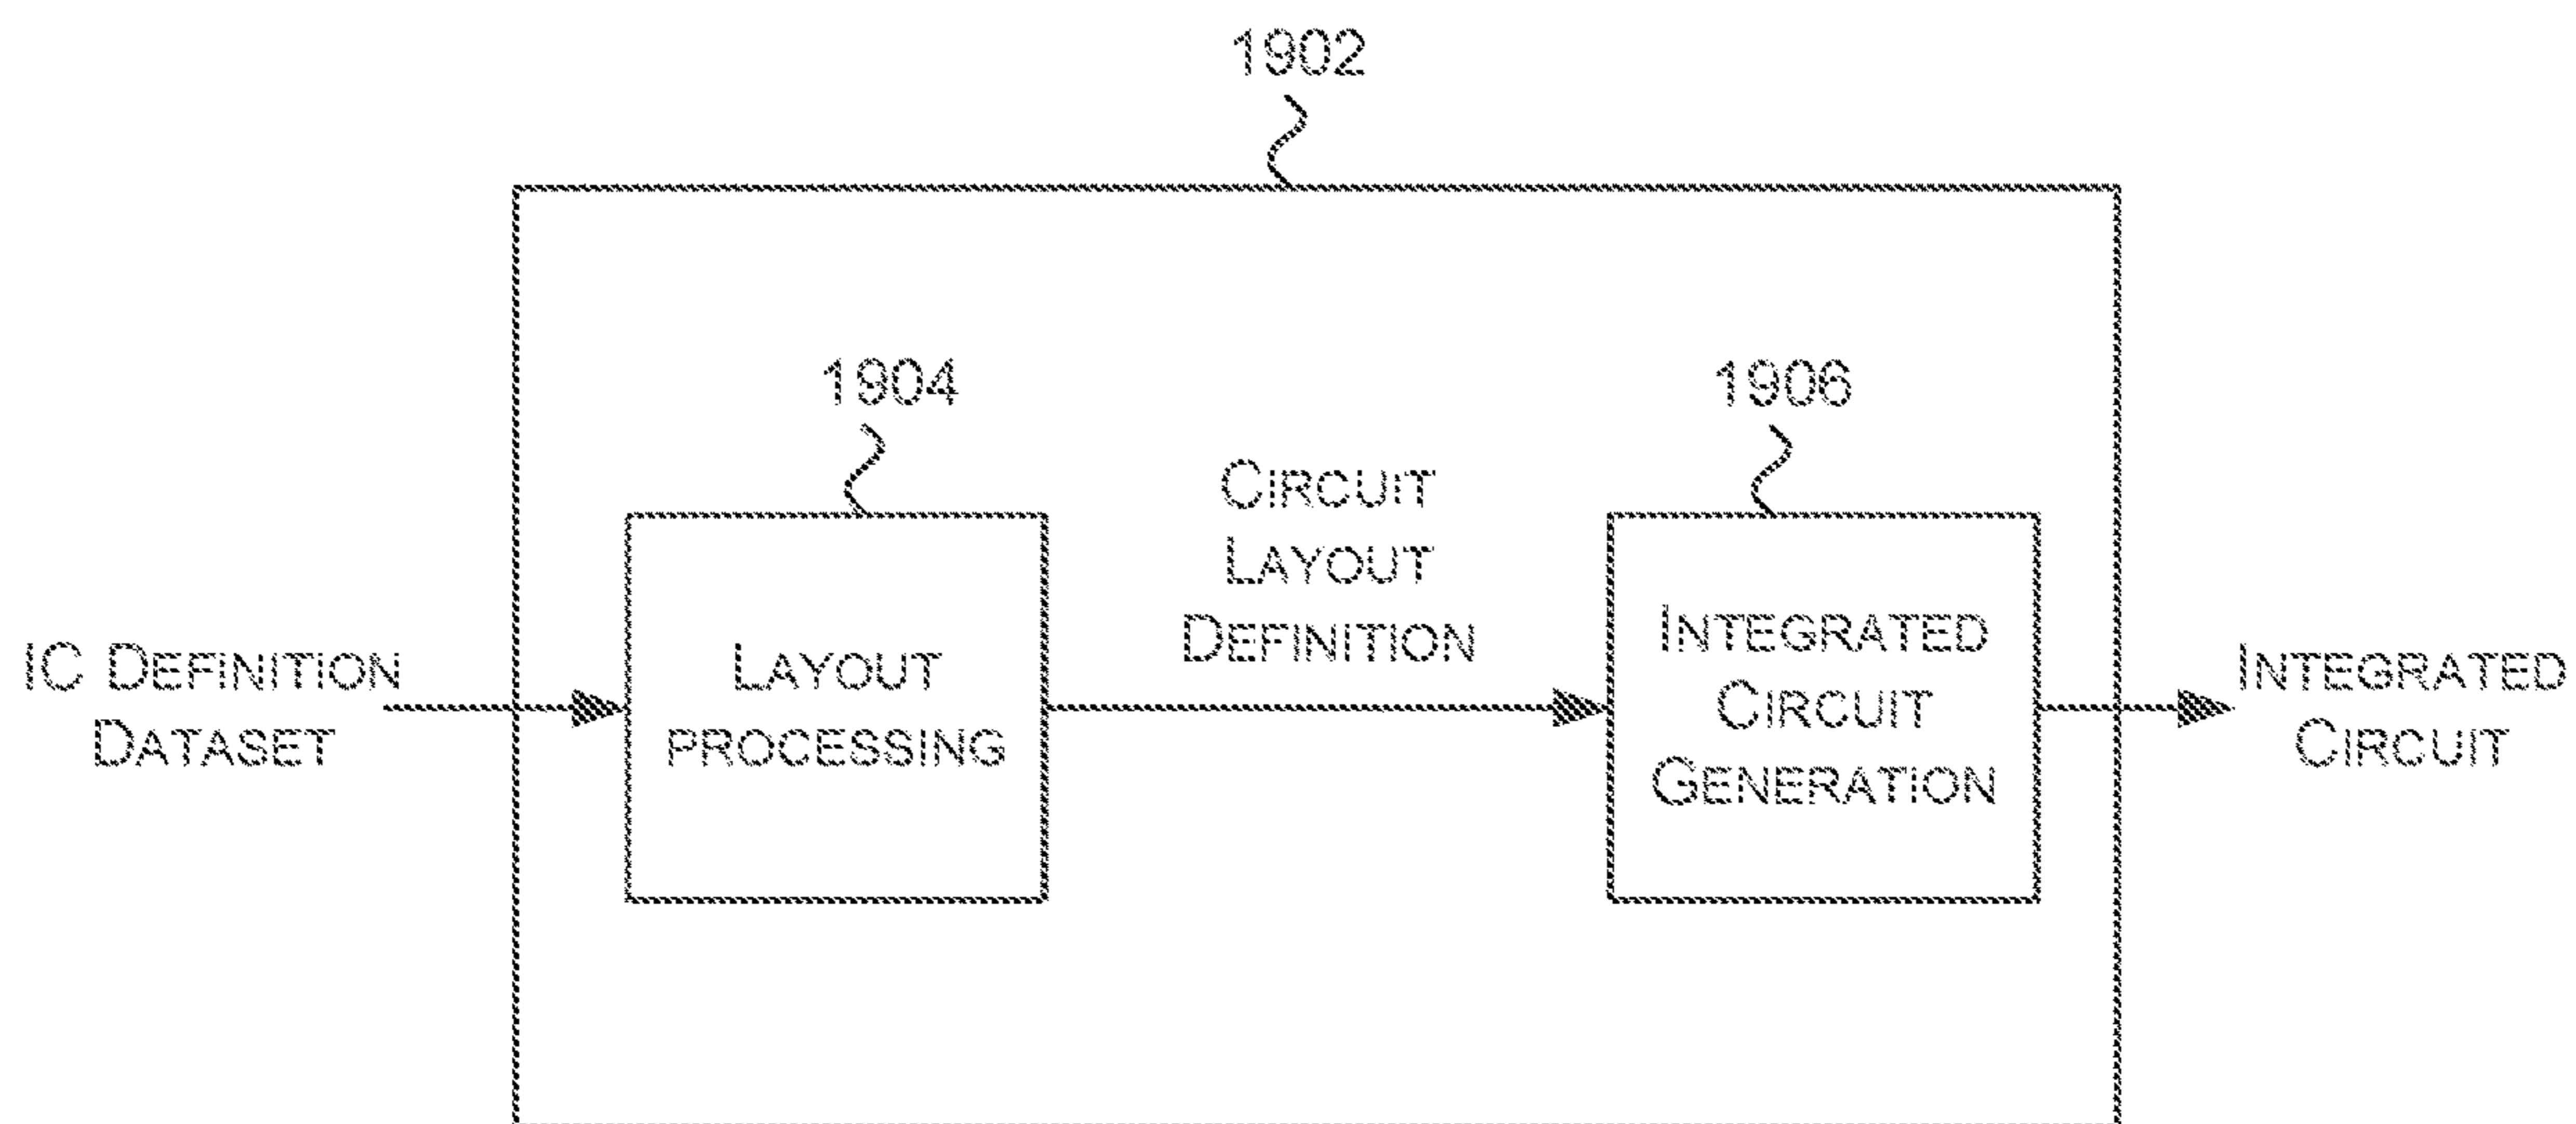 1902
1904
1906
CIRCUIT
LAYOUT
DEFINITION
IC DEFINITION
DATASET
LAYOUT
PROCESSING
INTEGRATED
CIRCUIT
GENERATION
INTEGRATED
CIRCUIT